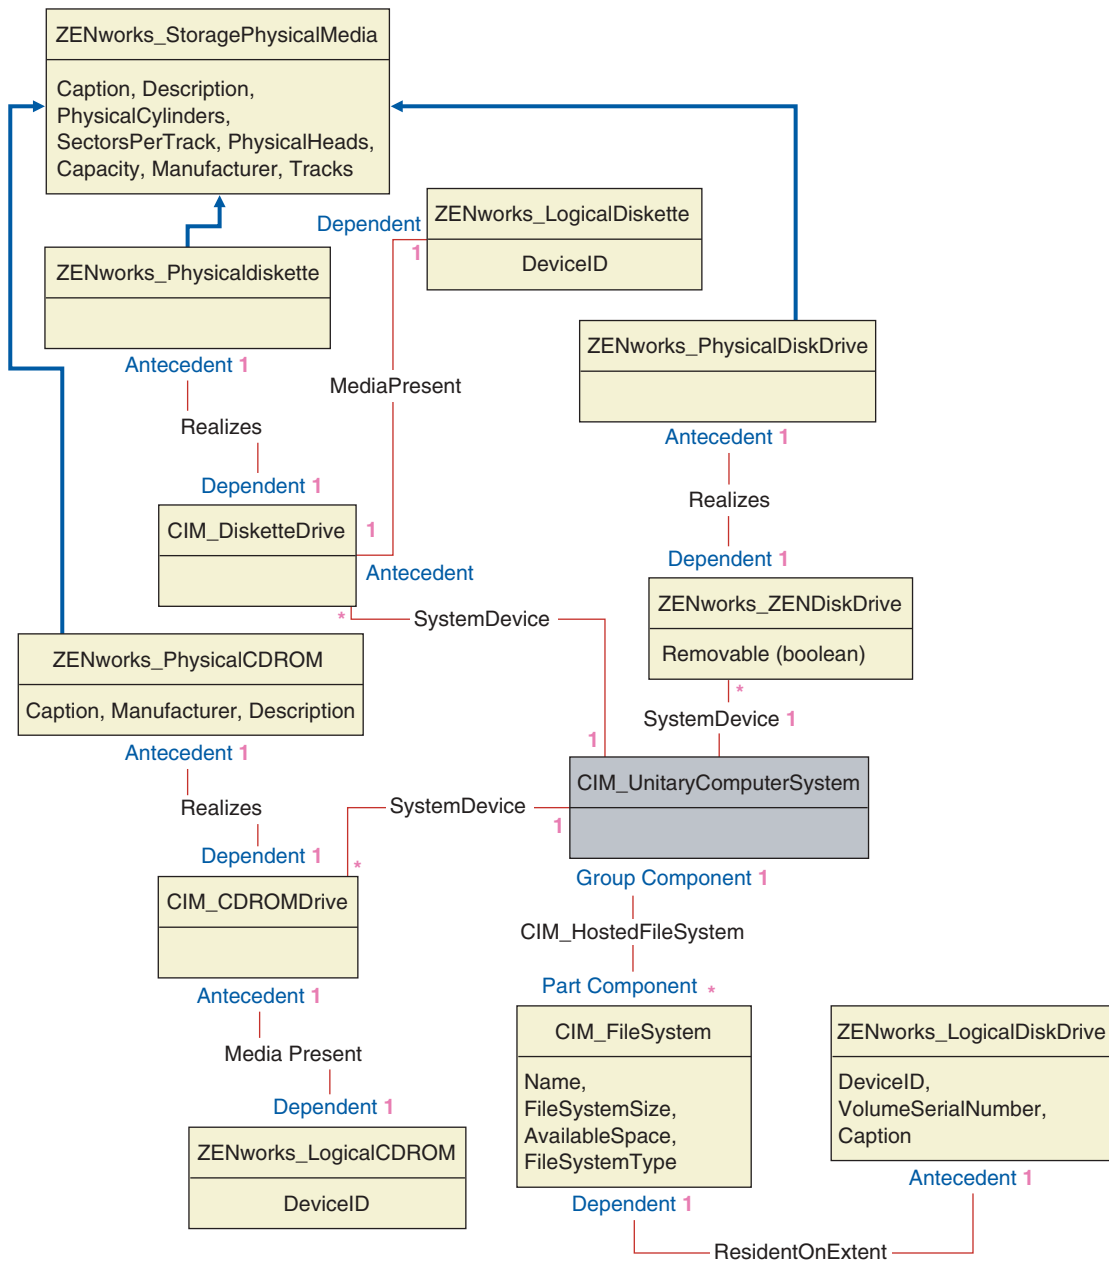 ZENworks_StoragePhysicalMedia
Caption, Description,
PhysicalCylinders,
SectorsPerTrack, PhysicalHeads,
Capacity, Manufacturer, Tracks
ZENworks_LogicalDiskette
DeviceID
Dependent
1
ZENworks_Physicaldiskette
Antecedent 1
Realizes
Dependent 1
MediaPresent
ZENworks_PhysicalDiskDrive
Antecedent 1
Realizes
Dependent 1
CIM_DisketteDrive
1
Antecedent
*
SystemDevice
1
ZENworks_ZENDiskDrive
Removable (boolean)
*
SystemDevice 1
ZENworks_PhysicalCDROM
Caption, Manufacturer, Description
Antecedent 1
Realizes
Dependent 1
SystemDevice
1
*
CIM_UnitaryComputerSystem
Group Component 1
CIM_HostedFileSystem
Part Component *
CIM_CDROMDrive
Antecedent 1
Media Present
Dependent 1
ZENworks_LogicalCDROM
DeviceID
CIM_FileSystem
Name,
FileSystemSize,
AvailableSpace,
FileSystemType
Dependent 1
ZENworks_LogicalDiskDrive
DeviceID,
VolumeSerialNumber,
Caption
Antecedent 1
ResidentOnExtent